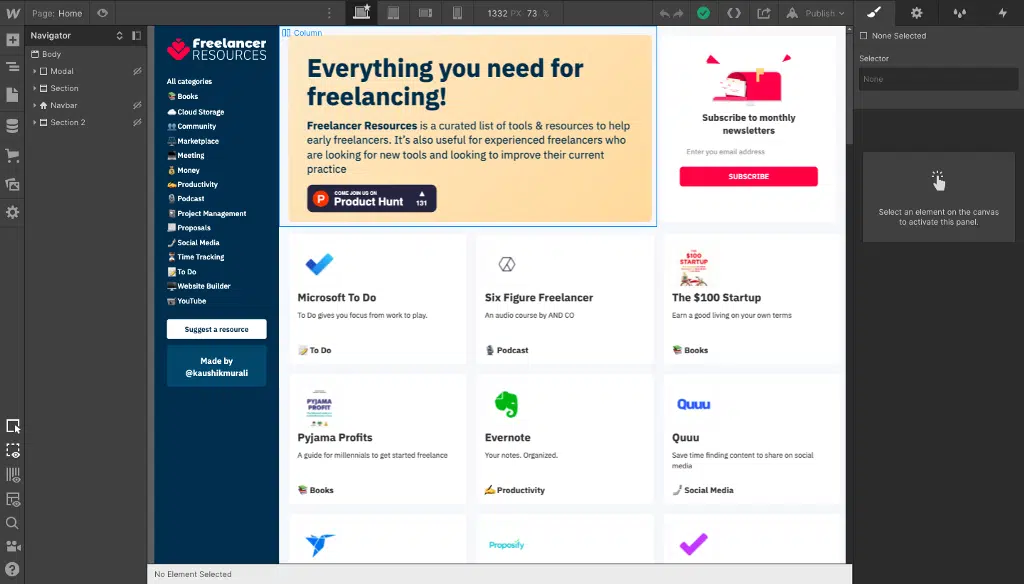 Page: Home
1332 PX 73 %
Publish
Navigator
Body
Modal
Section
Navbar
Section 2
Freelancer
RESOURCES
All categories
Books
Cloud Storage
Community
Marketplace
Meeting
Money
Productivity
Podcast
Project Management
Proposals
Social Media
Time Tracking
To Do
Website Builder
YouTube
Suggest a resource
Made by
@kaushikmurali
Column
Everything you need for
freelancing!
Freelancer Resources is a curated list of tools & resources to help
early freelancers. It's also useful for experienced freelancers who
are looking for new tools and looking to improve their current
practice
P
COME JOIN US ON
Product Hunt
131
Subscribe to monthly
newsletters
Enter you email address
SUBSCRIBE
Microsoft To Do
To Do gives you focus from work to play.
To Do
Six Figure Freelancer
An audio course by AND CO
Podcast
$100
STARTUP
The $100 Startup
Earn a good living on your own terms
Books
PYJAMA
PROFIT
Pyjama Profits
A guide for millennials to get started freelance
Books
Evernote
Your notes. Organized.
Productivity
Quuu
Quuu
Save time finding content to share on social
media
Social Media
Proposify
None Selected
Selector
None
Select an element on the canvas
to activate this panel.
No Element Selected